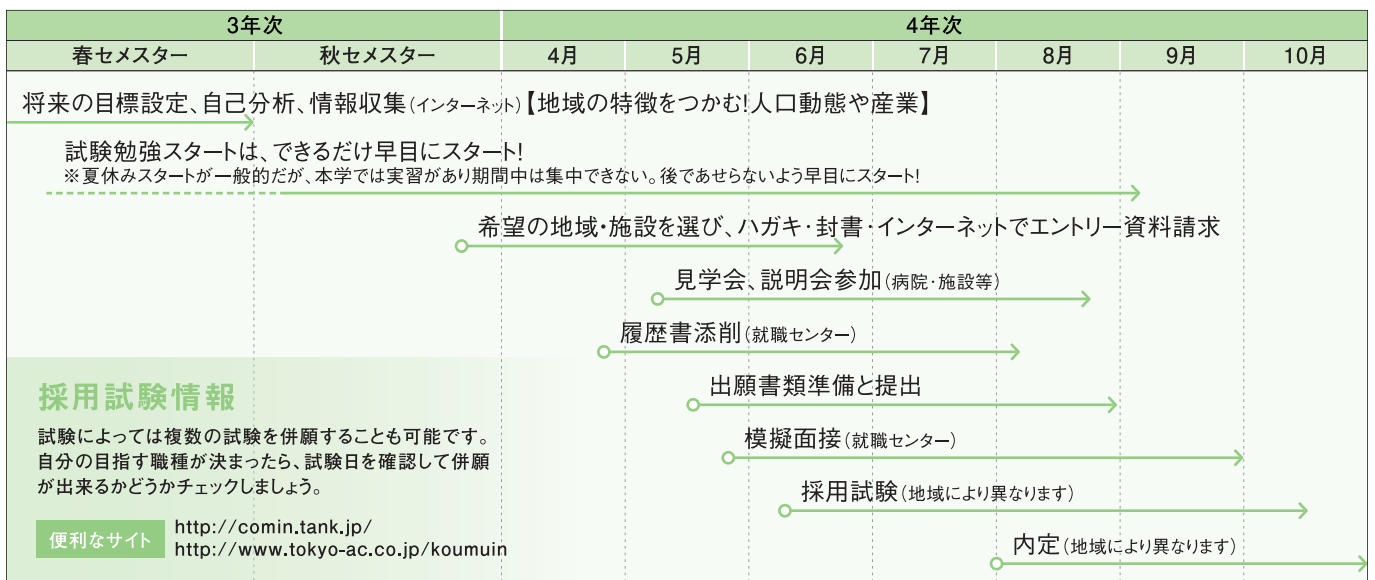 3年次 4年次
春セメスター 秋セメスター 4月 5月 6月 7月 8月 9月 10月
将来の目標設定、自己分析、情報収集(インターネット)【地域の特徴をつかむ!人口動態や産業】
試験勉強スタートは、できるだけ早目にスタート!
※夏休みスタートが一般的だが、本学では実習があり期間中は集中できない。後であせらないよう早目にスタート!
希望の地域・施設を選び、ハガキ・封書・インターネットでエントリー資料請求
見学会、説明会参加(病院・施設等)
履歴書添削(就職センター)
出願書類準備と提出
模擬面接(就職センター)
採用試験(地域により異なります)
内定(地域により異なります)
採用試験情報
試験によっては複数の試験を併願することも可能です。
自分の目指す職種が決まったら、試験日を確認して併願
が出来るかどうかチェックしましょう。
便利なサイト
http://comin.tank.jp/
http://www.tokyo-ac.co.jp/koumuin